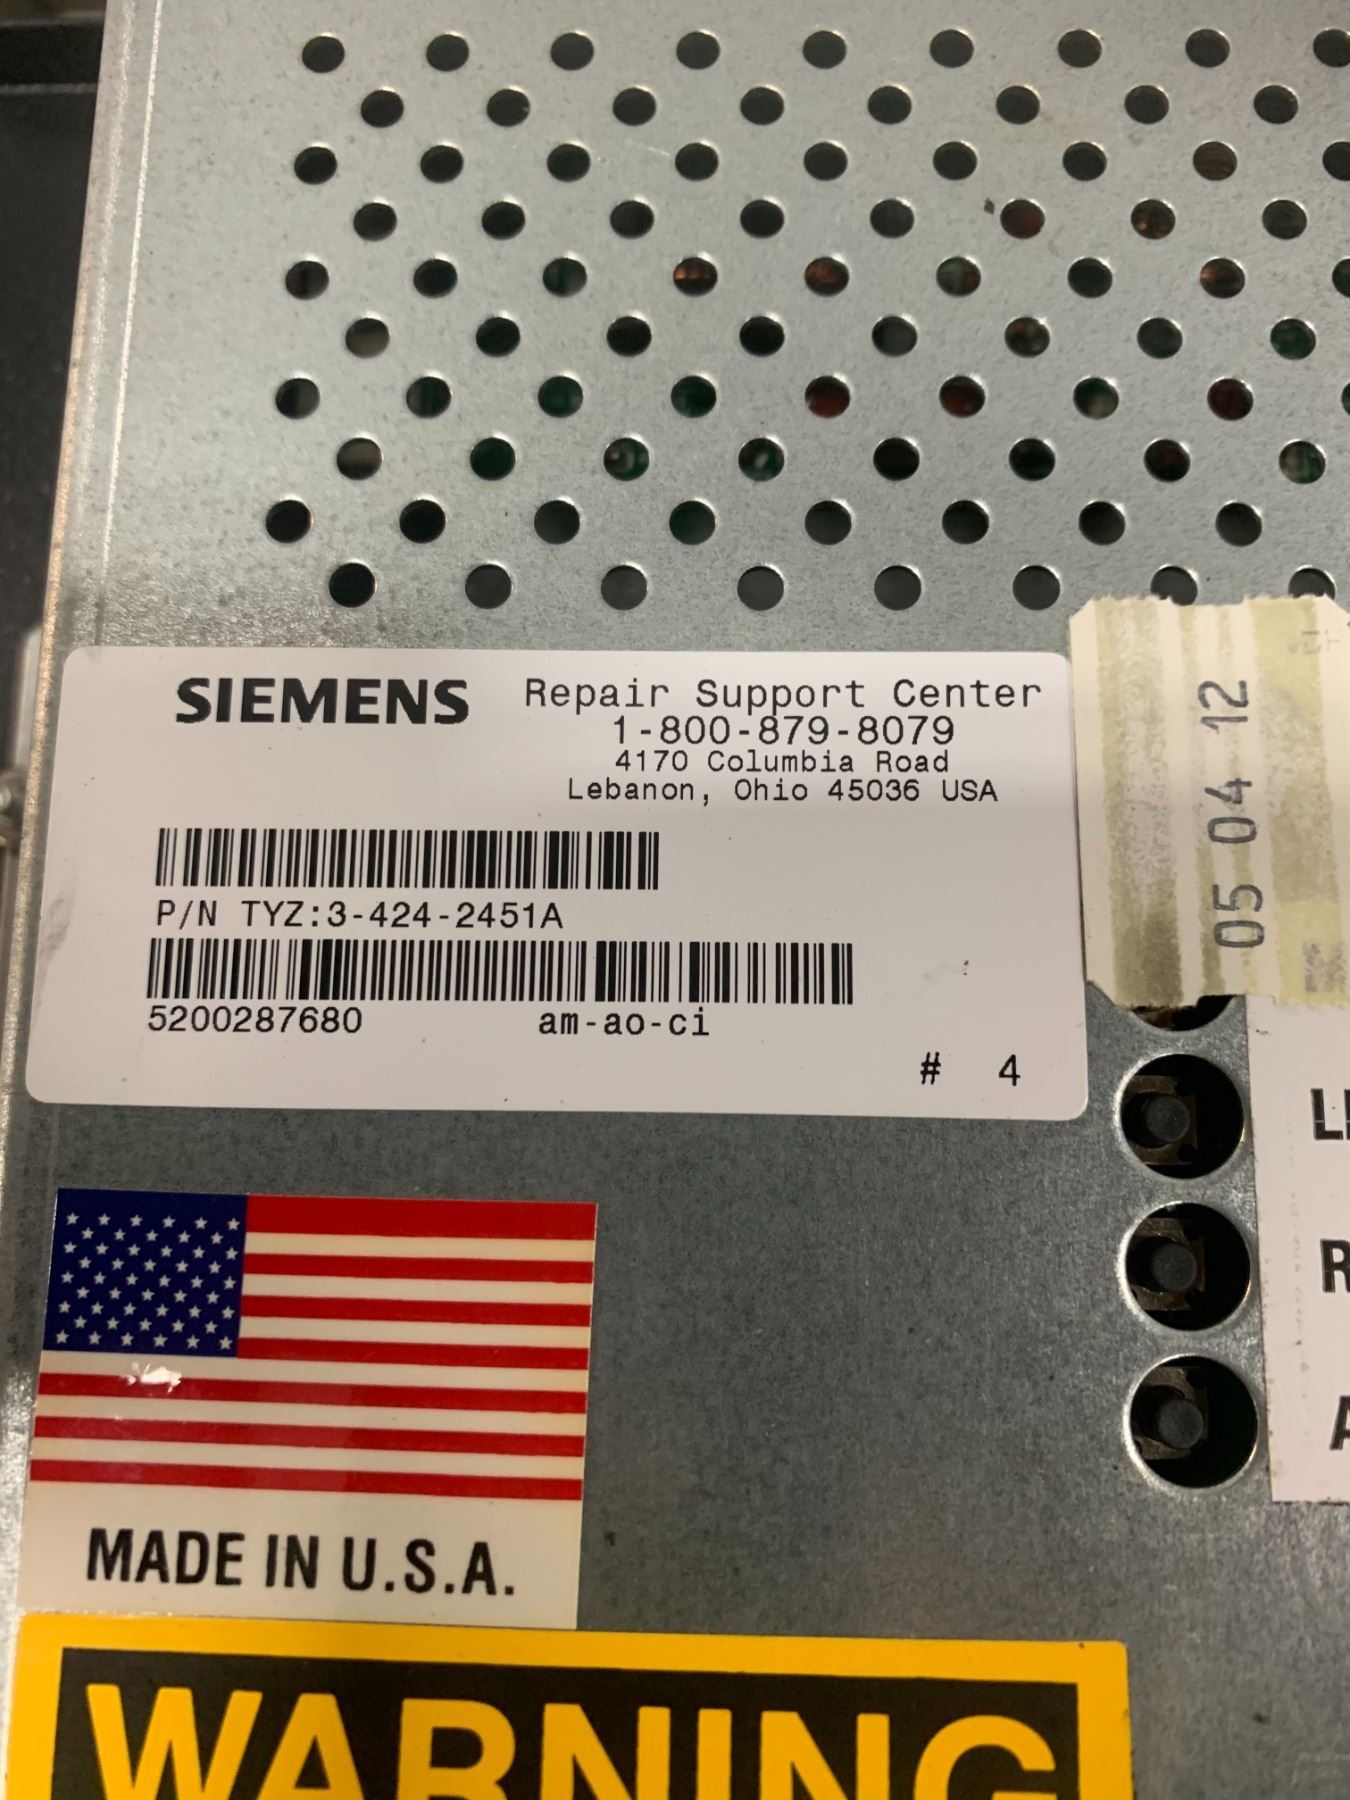 SIEMENS
Repair Support Center
1-800-879-8079
4170 Columbia Road
Lebanon, Ohio 45036 USA
P/N TYZ:3-424-2451A
5200287680 am-ao-ci
# 4
05 04 12
MADE IN U.S.A.
WARNING